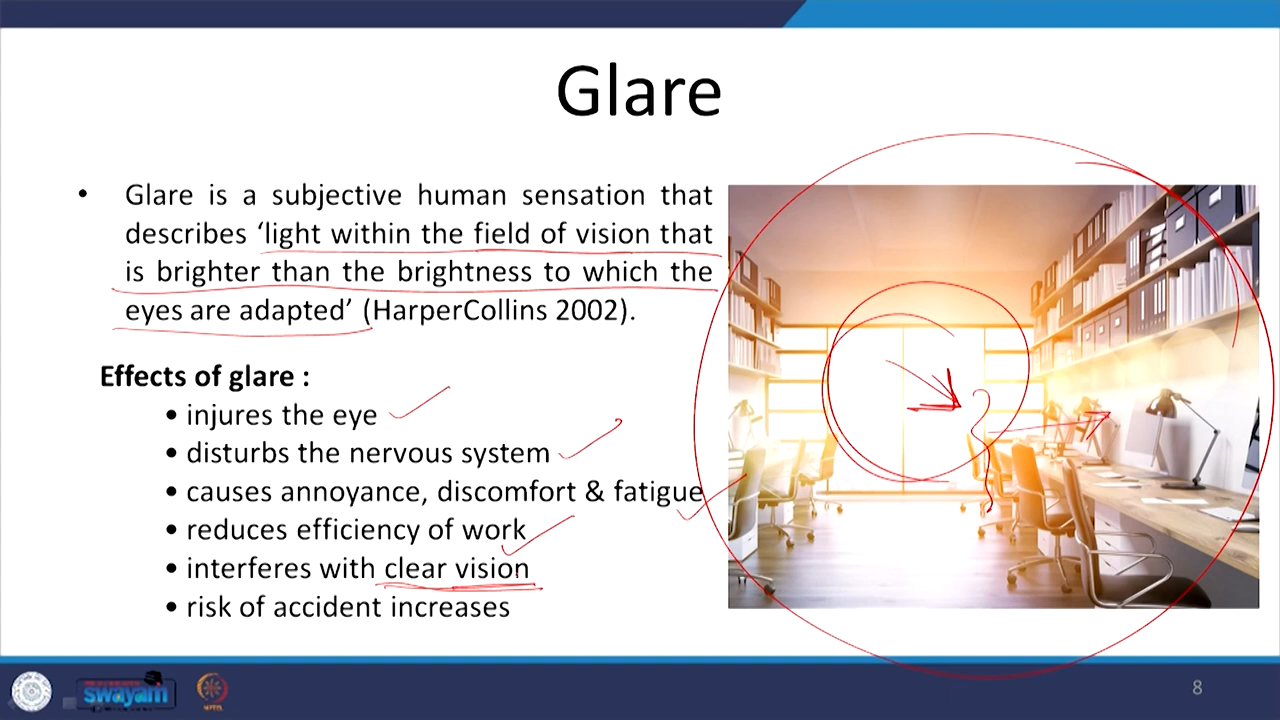 Glare
• Glare is a subjective human sensation that
describes ‘light within the field of vision that
is brighter than the brightness to which the
eyes are adapted’ (HarperCollins 2002).
Effects of glare :
• injures the eye
• disturbs the nervous system
• causes annoyance, discomfort & fatigue
• reduces efficiency of work
• interferes with clear vision
• risk of accident increases
swayam
8